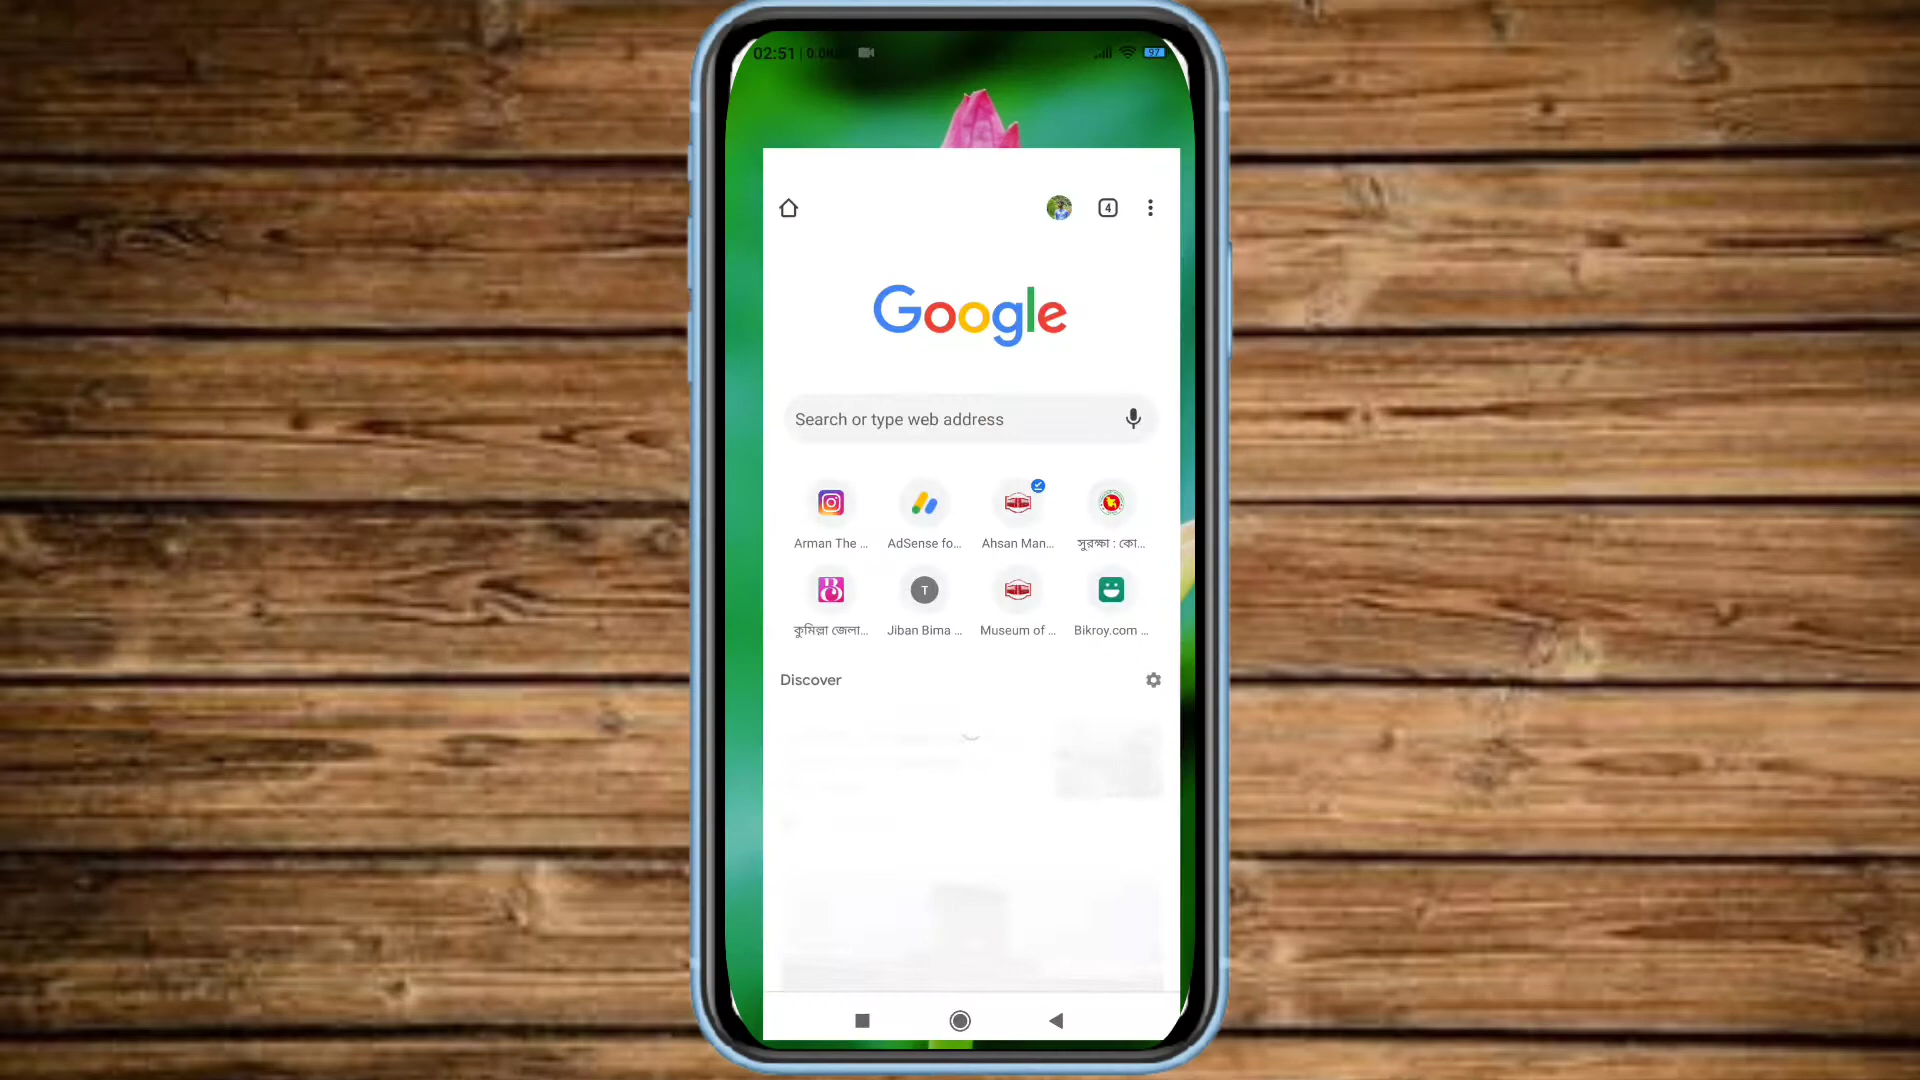 02:51
97
4
Google
Search or type web address
Arman The ...
AdSense fo...
Ahsan Man...
সুরক্ষা : কো...
কুমিল্লা জেলা...
T
Jiban Bima ...
Museum of ...
Bikroy.com ...
Discover